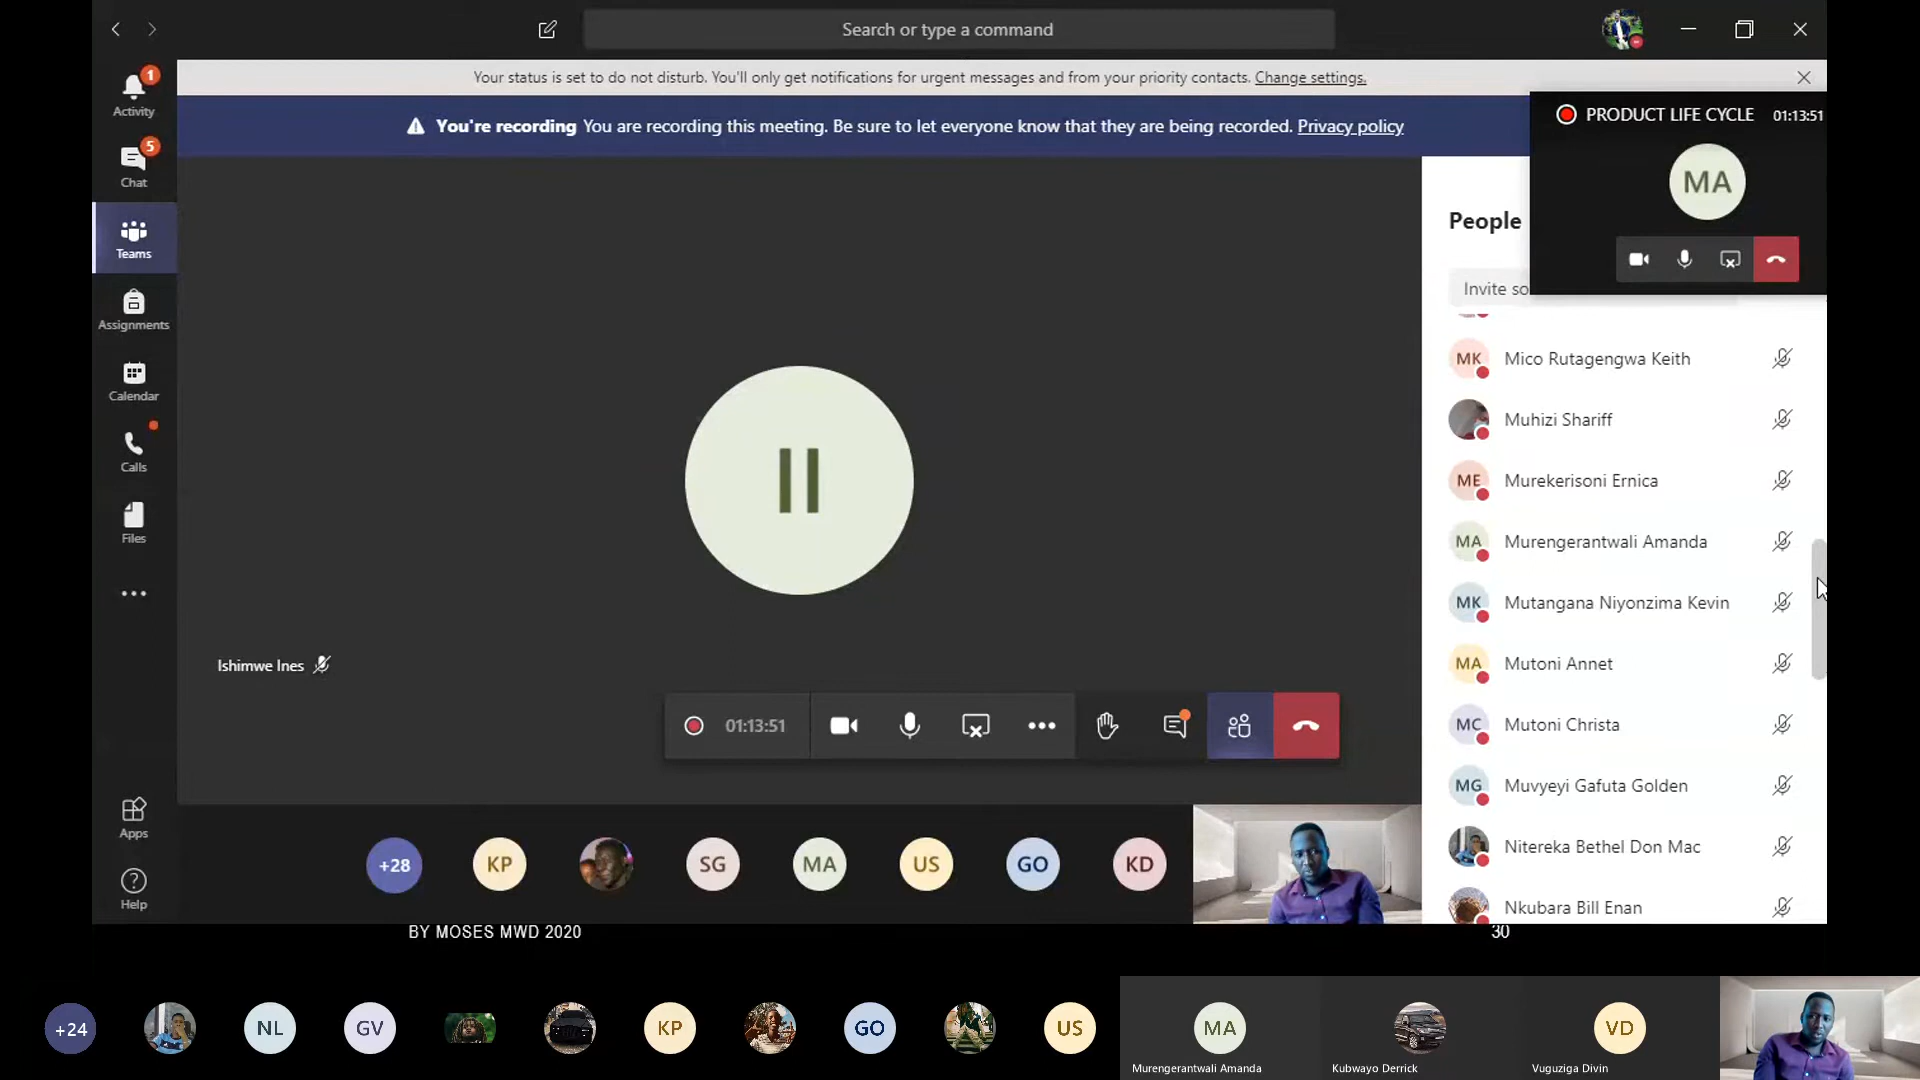 Search or type a command
Your status is set to do not disturb. You'll only get notifications for urgent messages and from your priority contacts. Change settings.
You're recording You are recording this meeting. Be sure to let everyone know that they are being recorded. Privacy policy
PRODUCT LIFE CYCLE 01:13:51
MA
1
Activity
5
Chat
Teams
Assignments
Calendar
Calls
Files
Apps
Help
II
Ishimwe Ines
01:13:51
People
Invite so
MK Mico Rutagengwa Keith
Muhizi Shariff
ME Murekerisoni Ernica
MA Murengerantwali Amanda
MK Mutangana Niyonzima Kevin
MA Mutoni Annet
MC Mutoni Christa
MG Muvyeyi Gafuta Golden
Nitereka Bethel Don Mac
Nkubara Bill Enan
+28 KP SG MA US GO KD
BY MOSES MWD 2020
30
+24 NL GV KP GO US MA VD
Murengerantwali Amanda Kubwayo Derrick Vuguziga Divin